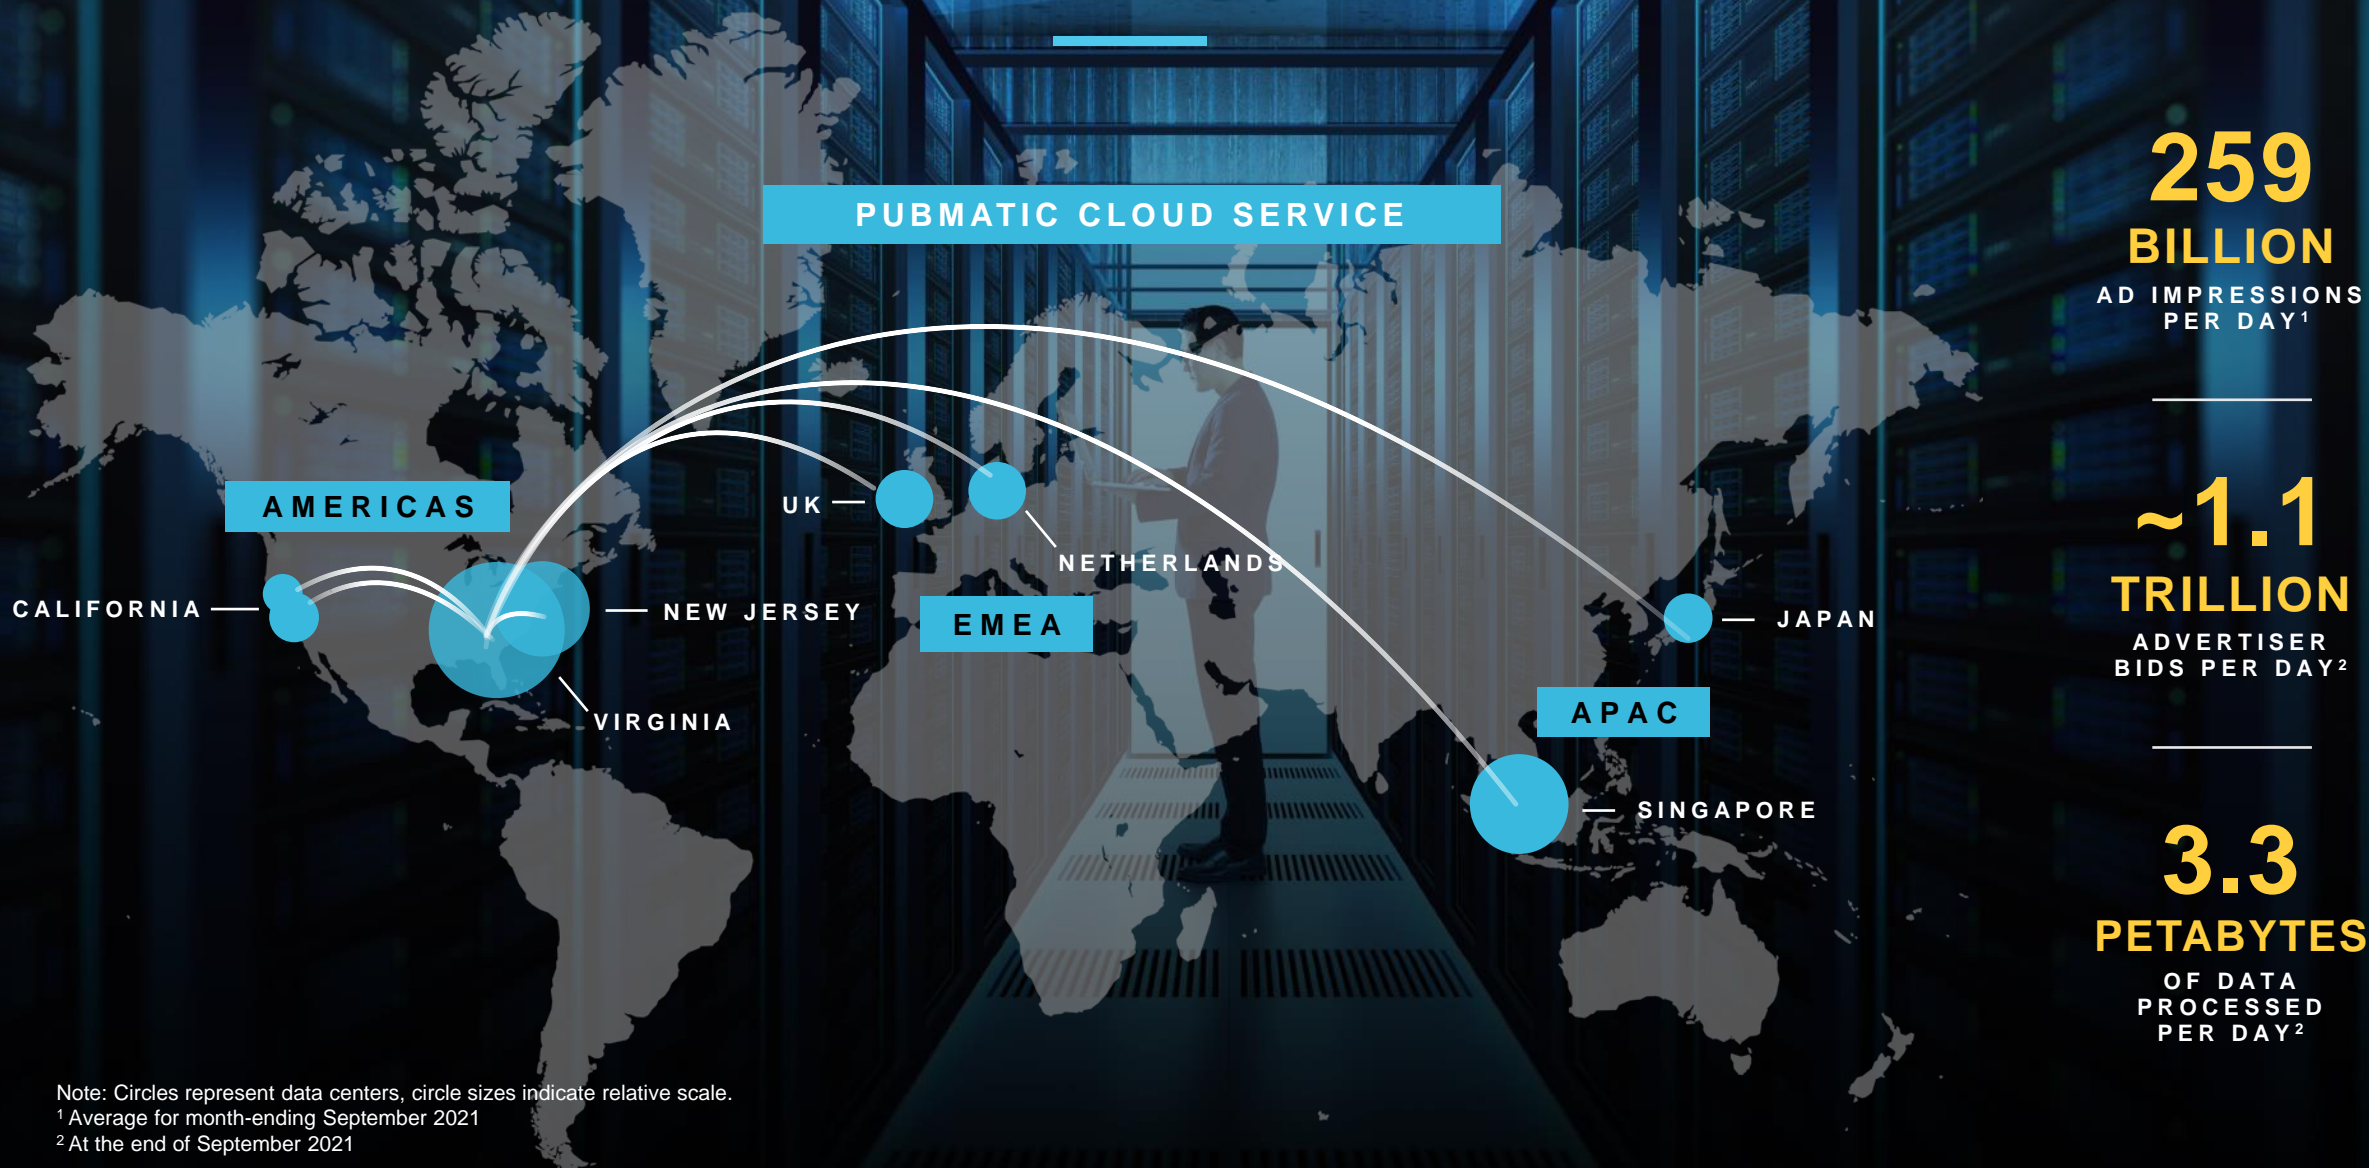 PUBMATIC CLOUD SERVICE
AMERICAS
CALIFORNIA
NEW JERSEY
VIRGINIA
UK
NETHERLANDS
EMEA
JAPAN
APAC
SINGAPORE
259
BILLION
AD IMPRESSIONS
PER DAY¹
~1.1
TRILLION
ADVERTISER
BIDS PER DAY²
3.3
PETABYTES
OF DATA
PROCESSED
PER DAY²
Note: Circles represent data centers, circle sizes indicate relative scale.
¹ Average for month-ending September 2021
² At the end of September 2021